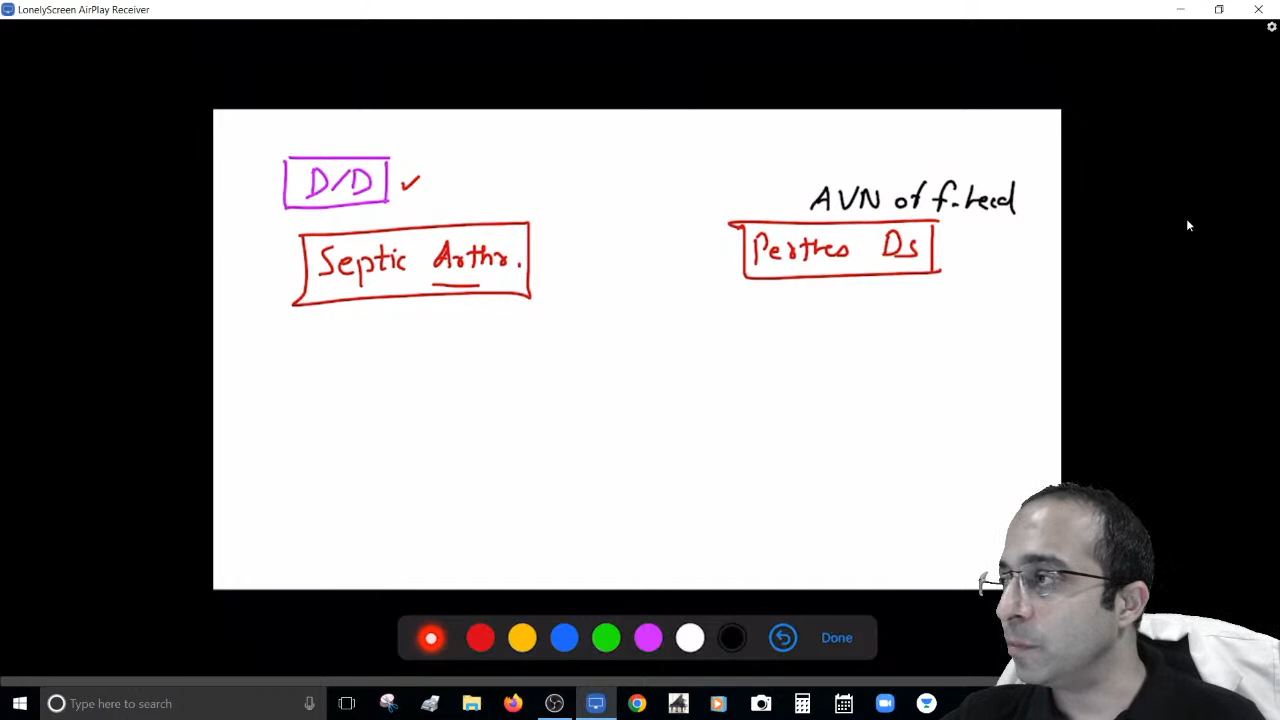 LonelyScreen AirPlay Receiver
D/D
AVN of f. head
Septic Arthr.
Perthes Ds
Done
Type here to search